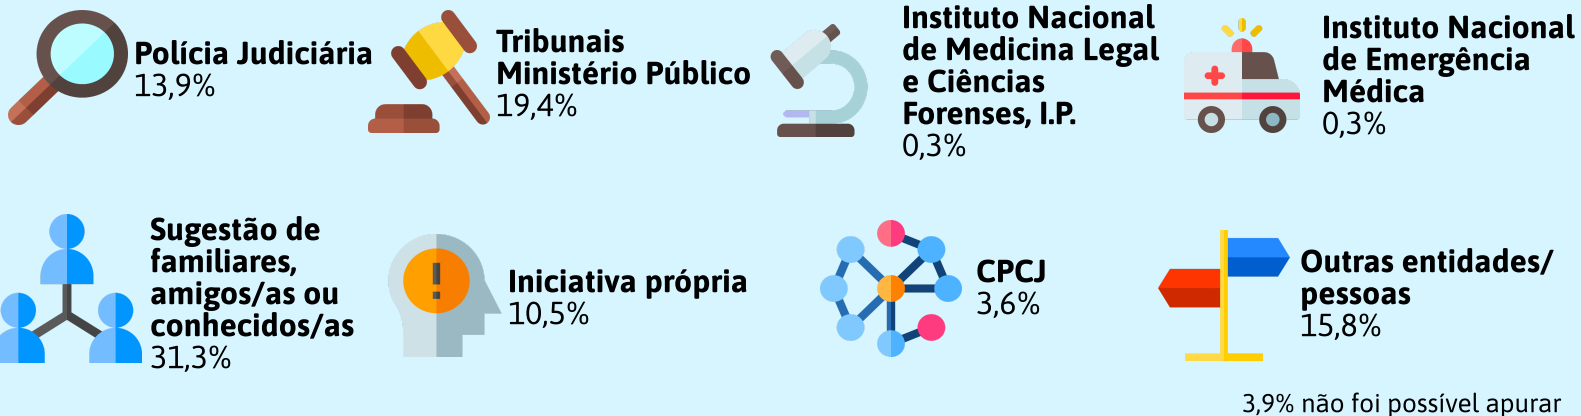 Polícia Judiciária
13,9%
Tribunais
Ministério Público
19,4%
Instituto Nacional
de Medicina Legal
e Ciências
Forenses, I.P.
0,3%
Instituto Nacional
de Emergência
Médica
0,3%
Sugestão de
familiares,
amigos/as ou
conhecidos/as
31,3%
!
Iniciativa própria
10,5%
CPCJ
3,6%
Outras entidades/
pessoas
15,8%
3,9% não foi possível apurar